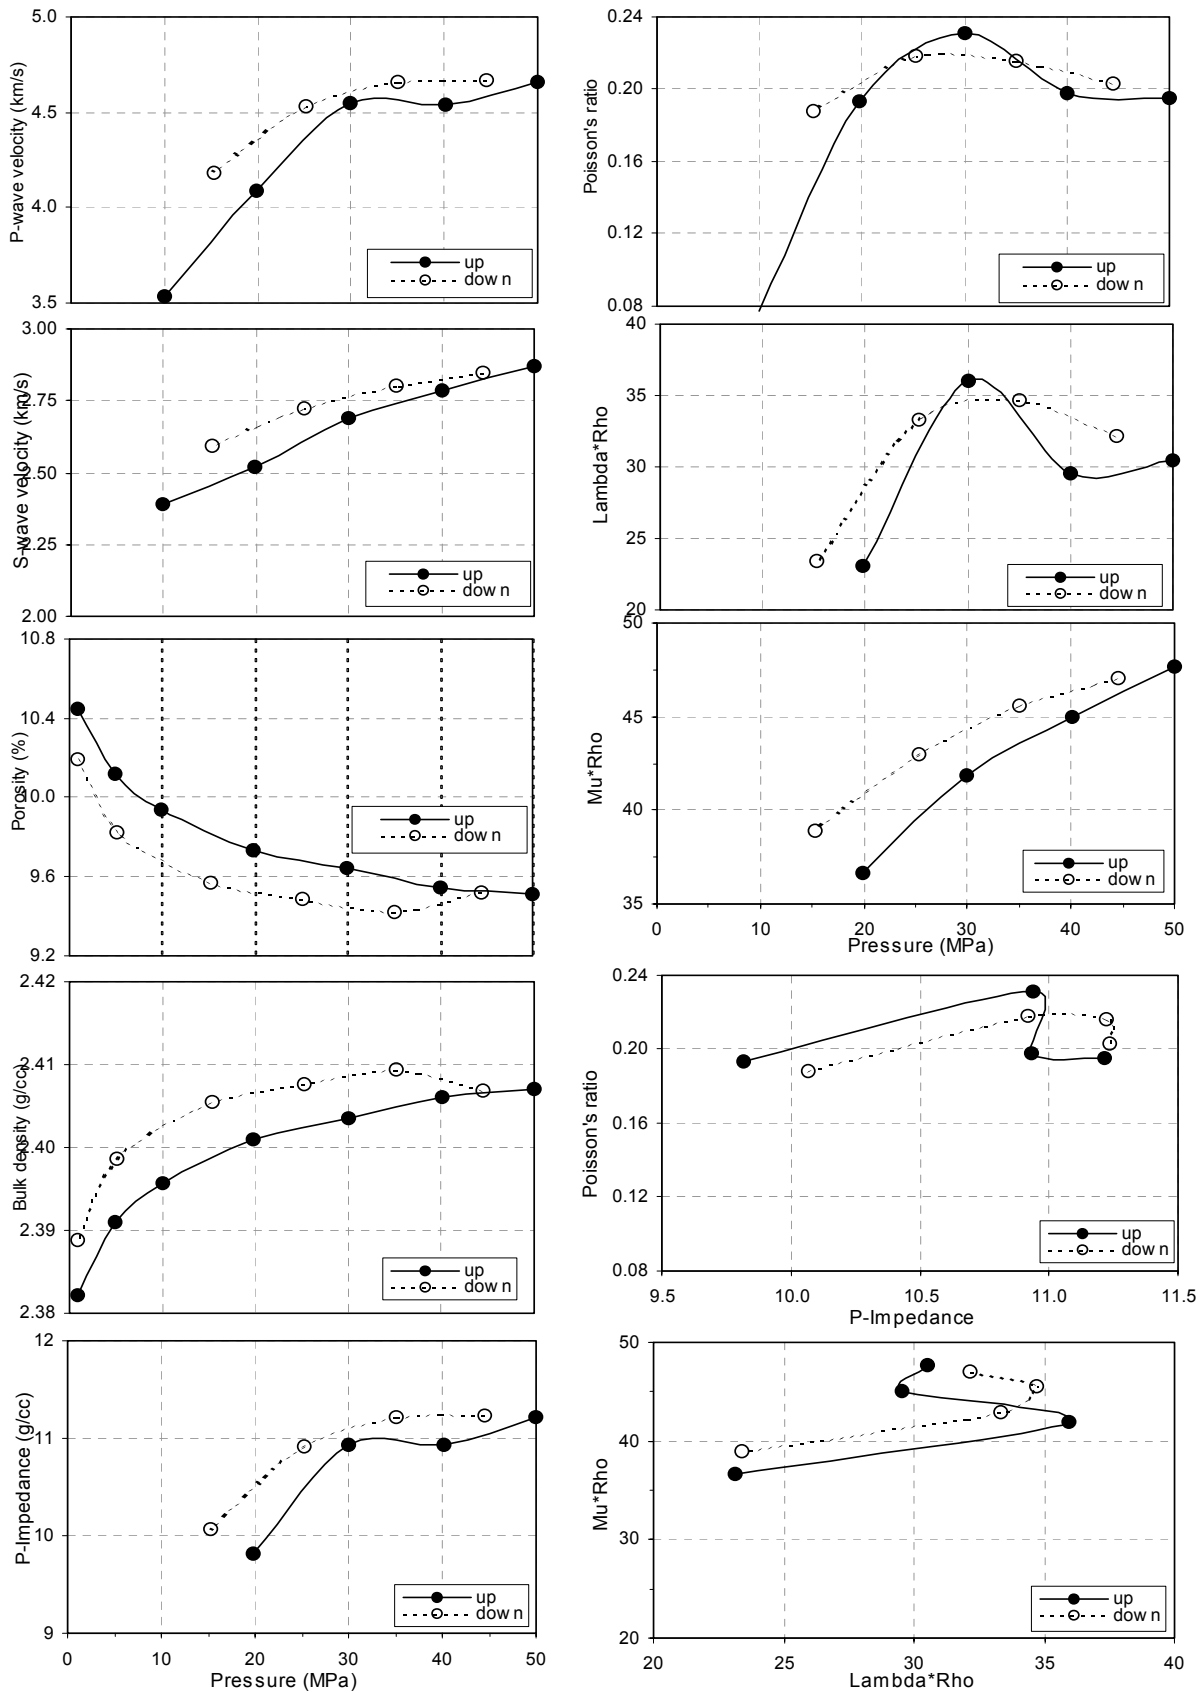 5.0
4.5
4.0
3.5
P-wave velocity (km/s)
up
dow n
3.00
2.75
2.50
2.25
2.00
S-wave velocity (km/s)
up
dow n
10.8
10.4
10.0
9.6
9.2
Porosity (%)
up
dow n
2.42
2.41
2.40
2.39
2.38
Bulk density (g/cc)
up
dow n
12
11
10
9
P-Impedance (g/cc)
up
dow n
0 10 20 30 40 50
Pressure (MPa)
0.24
0.20
0.16
0.12
0.08
Poisson's ratio
up
dow n
40
35
30
25
20
Lambda*Rho
up
dow n
50
45
40
35
Mu*Rho
up
dow n
0 10 20 30 40 50
Pressure (MPa)
0.24
0.20
0.16
0.12
0.08
Poisson's ratio
up
dow n
9.5 10.0 10.5 11.0 11.5
P-Impedance
50
40
30
20
Mu*Rho
up
dow n
20 25 30 35 40
Lambda*Rho